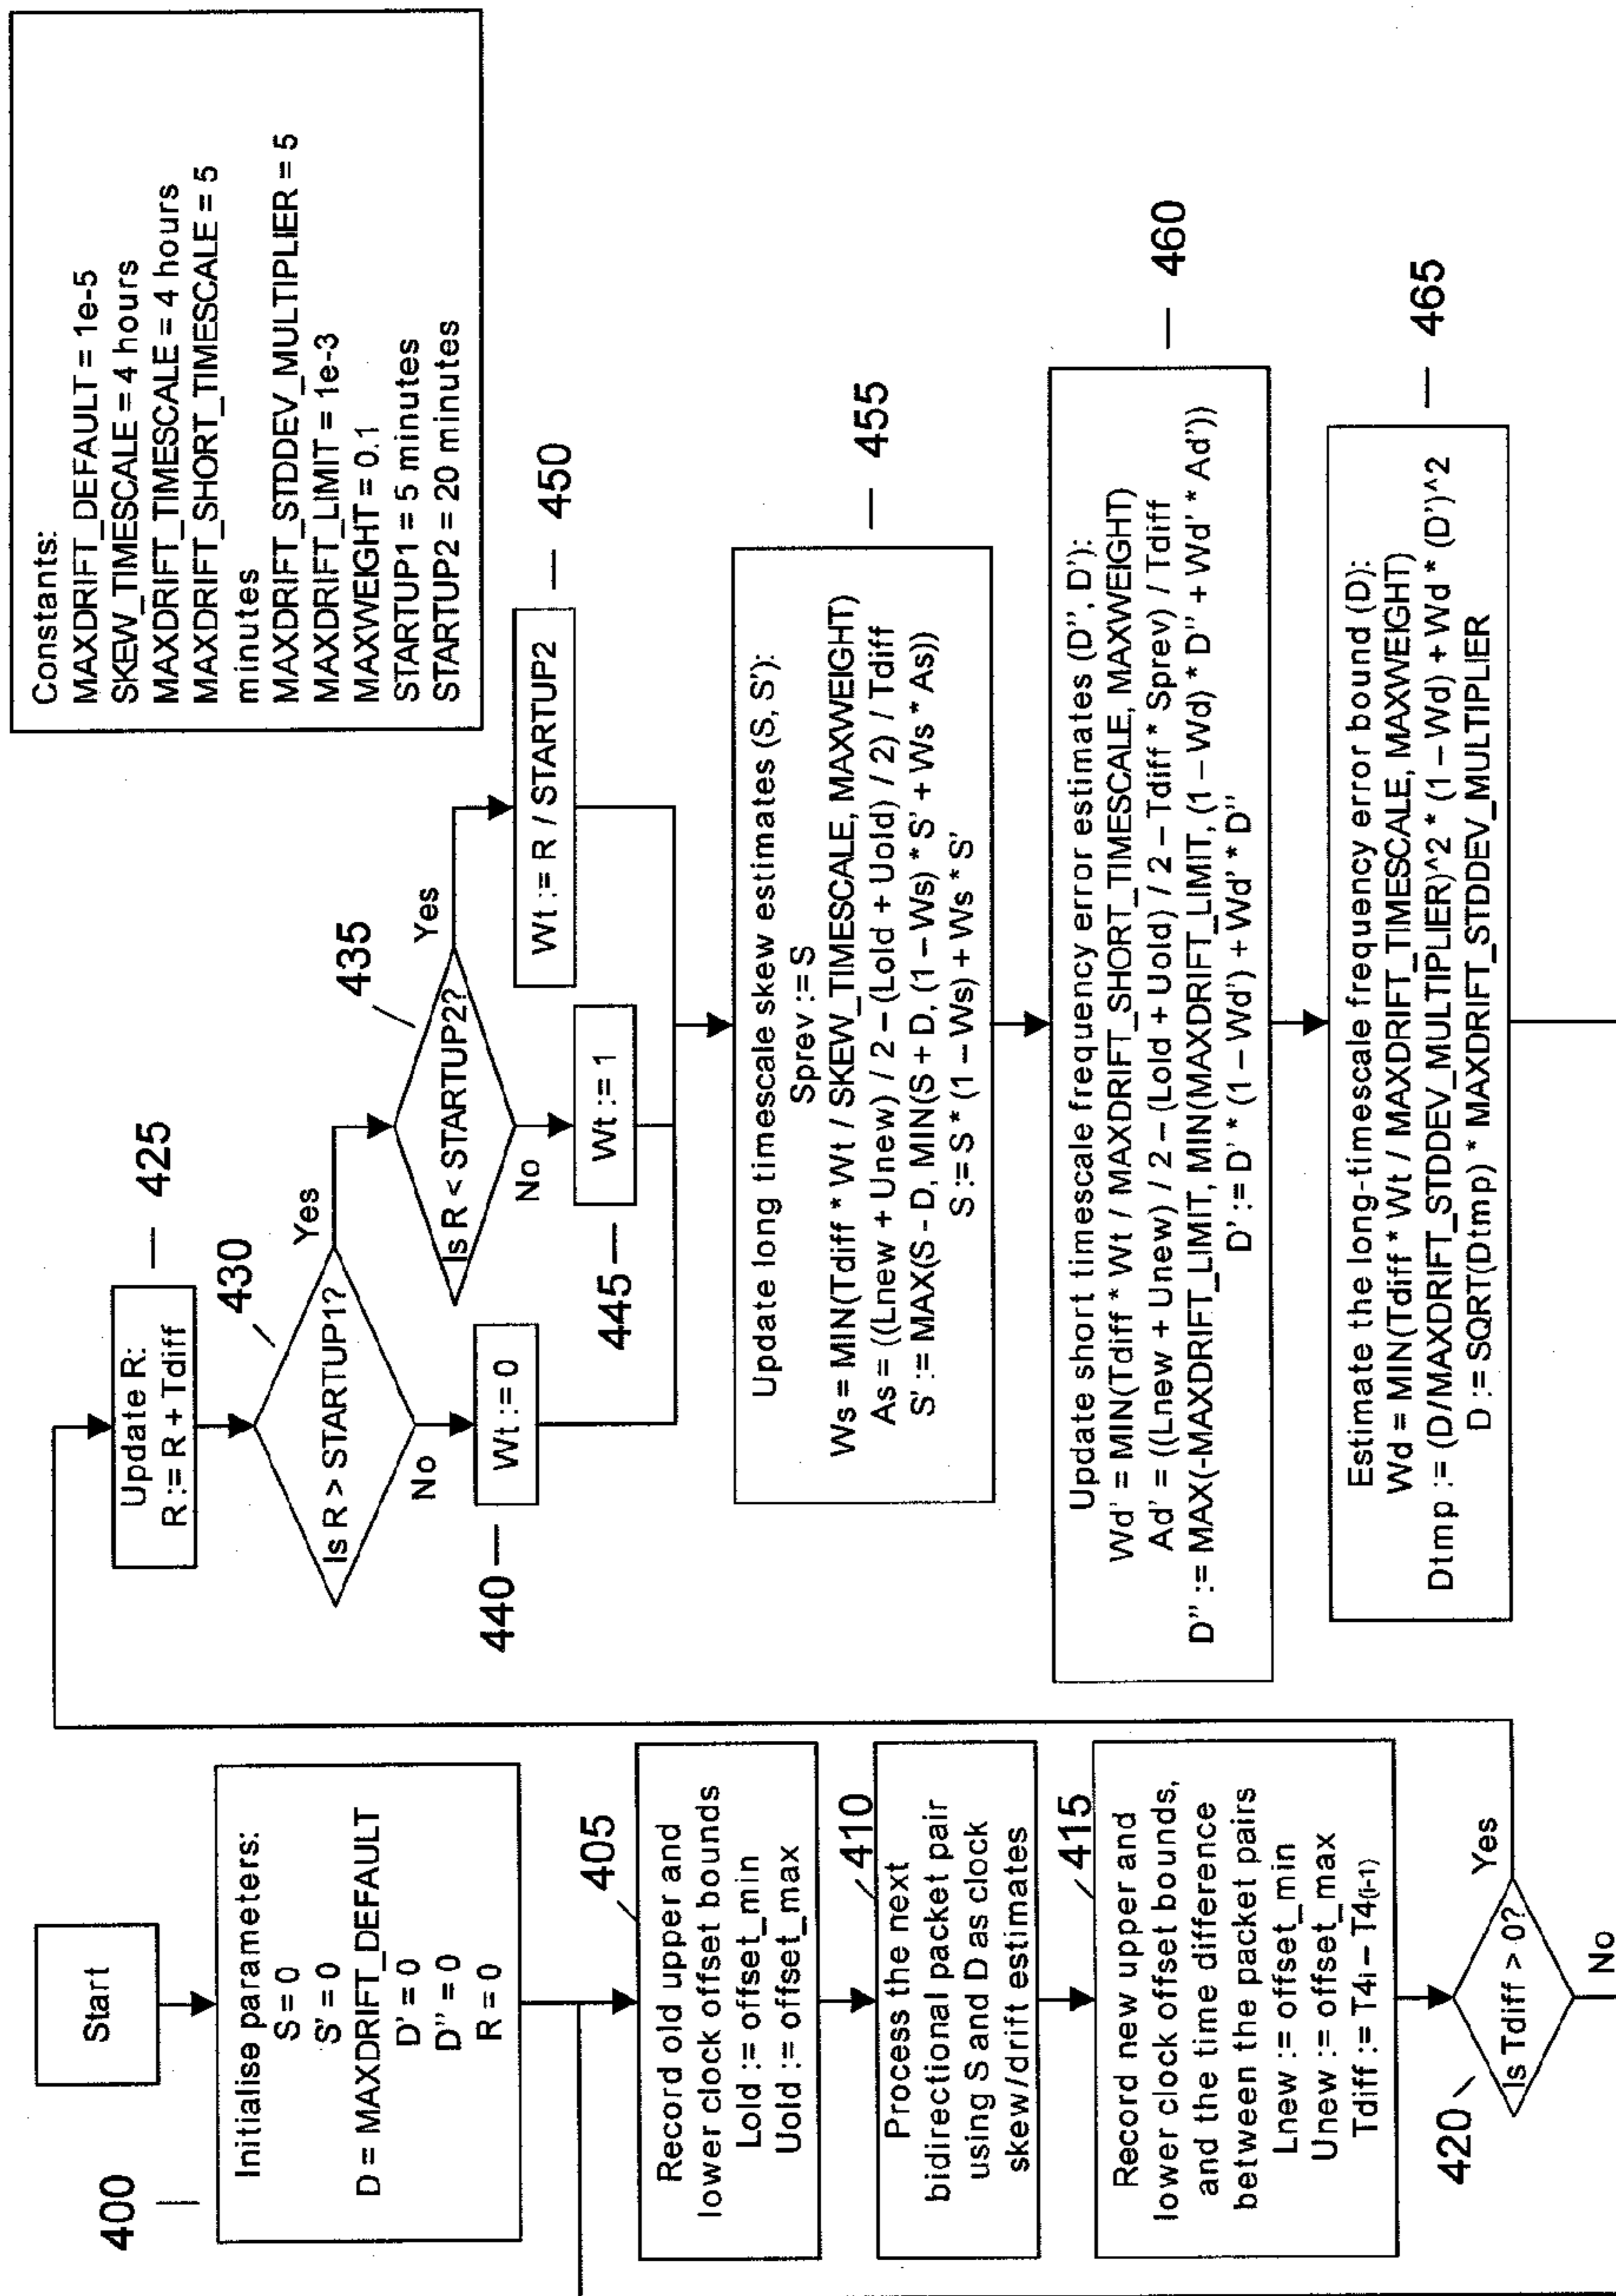 Start
400
Initialise parameters:
S = 0
S' = 0
D = MAXDRIFT_DEFAULT
D' = 0
D'' = 0
R = 0
405
Record old upper and
lower clock offset bounds
Lold := offset_min
Uold := offset_max
410
Process the next
bidirectional packet pair
using S and D as clock
skew/drift estimates
415
Record new upper and
lower clock offset bounds,
and the time difference
between the packet pairs
Lnew := offset_min
Unew := offset_max
Tdiff := T4i – T4(i-1)
420
Is Tdiff > 0?
Yes
No
Update R:
R := R + Tdiff
425
430
Is R > STARTUP1?
Yes
No
435
Is R < STARTUP2?
Yes
No
440
Wt := 0
445
Wt := 1
Wt := R / STARTUP2
450
Update long timescale skew estimates (S, S'):
Sprev := S
Ws = MIN(Tdiff * Wt / SKEW_TIMESCALE, MAXWEIGHT)
As = ((Lnew + Unew) / 2 – (Lold + Uold) / 2) / Tdiff
S' := MAX(S - D, MIN(S + D, (1 – Ws) * S' + Ws * As))
S := S * (1 – Ws) + Ws * S'
455
Update short timescale frequency error estimates (D'', D'):
Wd' = MIN(Tdiff * Wt / MAXDRIFT_SHORT_TIMESCALE, MAXWEIGHT)
Ad' = ((Lnew + Unew) / 2 – (Lold + Uold) / 2 – Tdiff * Sprev) / Tdiff
D'' := MAX(-MAXDRIFT_LIMIT, MIN(MAXDRIFT_LIMIT, (1 – Wd) * D'' + Wd' * Ad'))
D' := D' * (1 – Wd') + Wd' * D''
460
Estimate the long-timescale frequency error bound (D):
Wd = MIN(Tdiff * Wt / MAXDRIFT_TIMESCALE, MAXWEIGHT)
Dtmp := (D/MAXDRIFT_STDDEV_MULTIPLIER)^2 * (1 – Wd) + Wd * (D')^2
D := SQRT(Dtmp) * MAXDRIFT_STDDEV_MULTIPLIER
465
Constants:
MAXDRIFT_DEFAULT = 1e-5
SKEW_TIMESCALE = 4 hours
MAXDRIFT_TIMESCALE = 4 hours
MAXDRIFT_SHORT_TIMESCALE = 5
minutes
MAXDRIFT_STDDEV_MULTIPLIER = 5
MAXDRIFT_LIMIT = 1e-3
MAXWEIGHT = 0.1
STARTUP1 = 5 minutes
STARTUP2 = 20 minutes